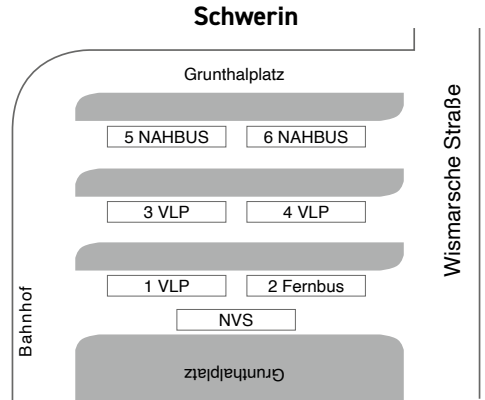 Schwerin
Grunthalplatz
5 NAHBUS
6 NAHBUS
3 VLP
4 VLP
1 VLP
2 Fernbus
NVS
Grunthalplatz
Bahnhof
Wismarsche Straße